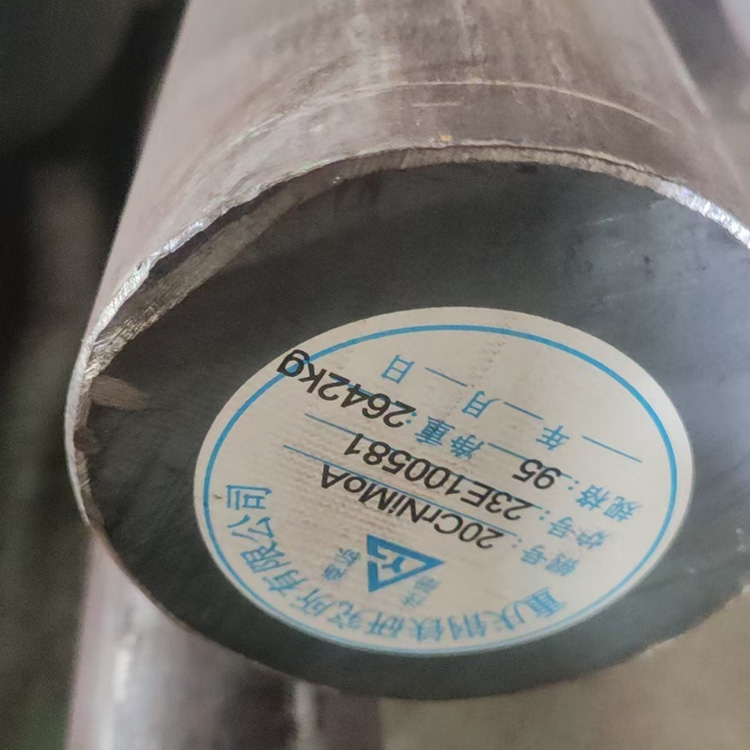 重庆钢铁研究所有限公司
钢号：20CrNiMoA
炉号：23E100581
规格：95 净重：2642kg
年 月 日